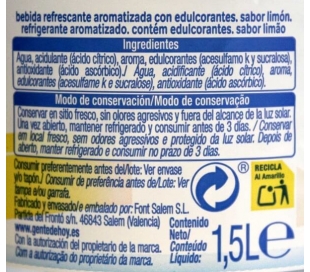 bebida refrescante aromatizada con edulcorantes. sabor limón.
refrigerante aromatizado. contém edulcorantes. sabor limão
Ingredientes
Agua, acidulante (ácido cítrico), aroma, edulcorantes (acesulfamo k y sucralosa),
antioxidante (ácido ascórbico)./ Água, acidificante (ácido cítrico), aroma,
edulcorantes (acesulfame k e sucralose), antioxidante (ácido ascórbico).
Modo de conservación/Modo de conservação
Conservar en sitio fresco, sin olores agresivos y fuera del alcance de la luz solar.
Una vez abierto, mantener refrigerado y consumir antes de 3 días. / Conservar
em local fresco, sem odores agressivos e protegido da luz solar. Depois de
aberto, manter refrigerado e consumir no prazo de 3 dias.
Consumir preferentemente antes del/lote: Ver envase
y/o tapón./ Consumir de preferência antes de/Lote: Ver
tampa e/ou garrafa.
Fabricado y envasado/e embalado por: Font Salem S.L.
Partida del Frontó s/n. 46843 Salem (Valencia)
www.gentedehoy.es
Con la autorización del propietario de la marca.
Com a autorização do proprietário da marca.
RECICLA
Al Amarillo
®
Contenido
Neto/
Conteúdo
Líquido:
1,5L e